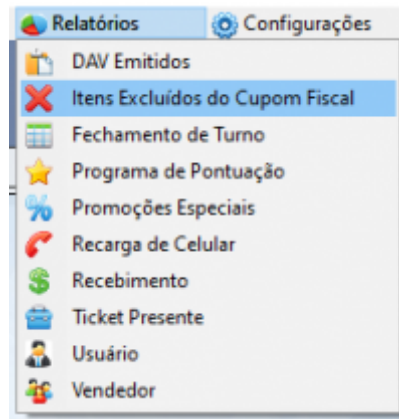 Relatórios Configurações
DAV Emitidos
Itens Excluídos do Cupom Fiscal
Fechamento de Turno
Programa de Pontuação
Promoções Especiais
Recarga de Celular
Recebimento
Ticket Presente
Usuário
Vendedor